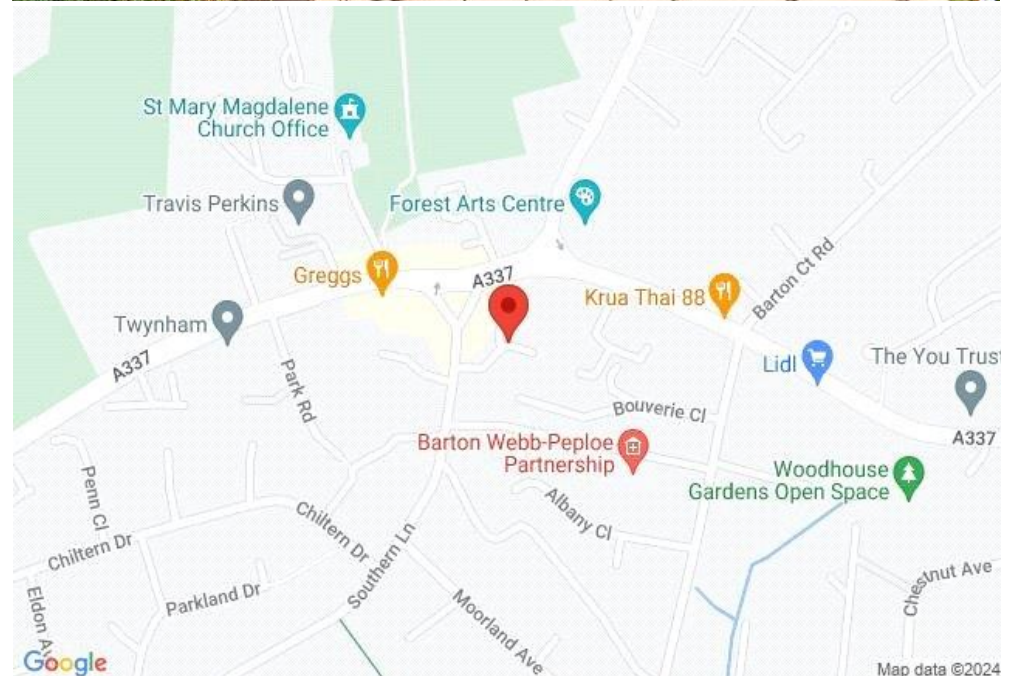 St Mary Magdalene
Church Office
Travis Perkins
Forest Arts Centre
Greggs
A337
Krua Thai 88
Barton Ct Rd
Twynham
A337
Lidl
The You Trust
Park Rd
Bouverie Cl
A337
Barton Webb-Peploe
Partnership
Woodhouse
Gardens Open Space
Penn Cl
Albany Cl
Chiltern Dr
Chiltern Dr
Southern Ln
Chestnut Ave
Parkland Dr
Moorland Ave
Eldon Av
Google
Map data ©2024